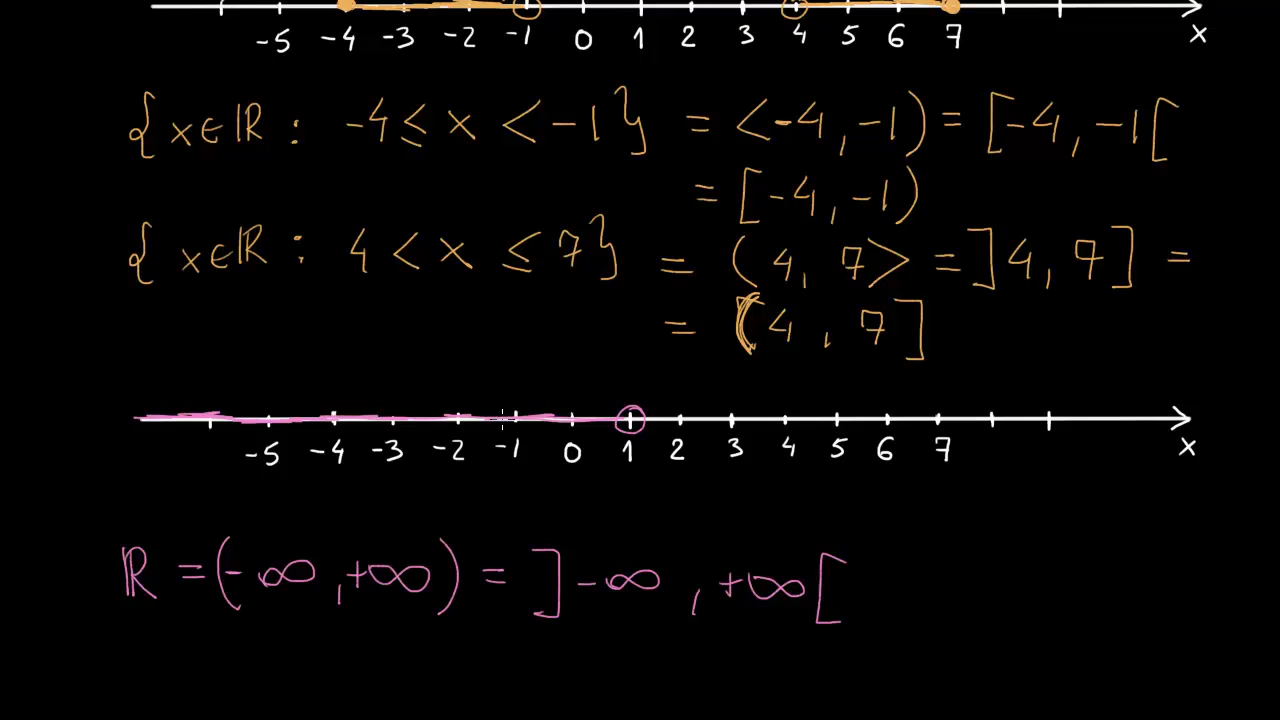 -5 -4 -3 -2 -1 0 1 2 3 4 5 6 7 x
{x∈ℝ: -4≤x<-1} = <-4,-1) = [-4,-1[
= [-4,-1)
{x∈ℝ: 4<x≤7} = (4,7> = ]4,7] =
= (4,7]
-5 -4 -3 -2 -1 0 1 2 3 4 5 6 7 x
ℝ = (-∞,+∞) = ]-∞,+∞[